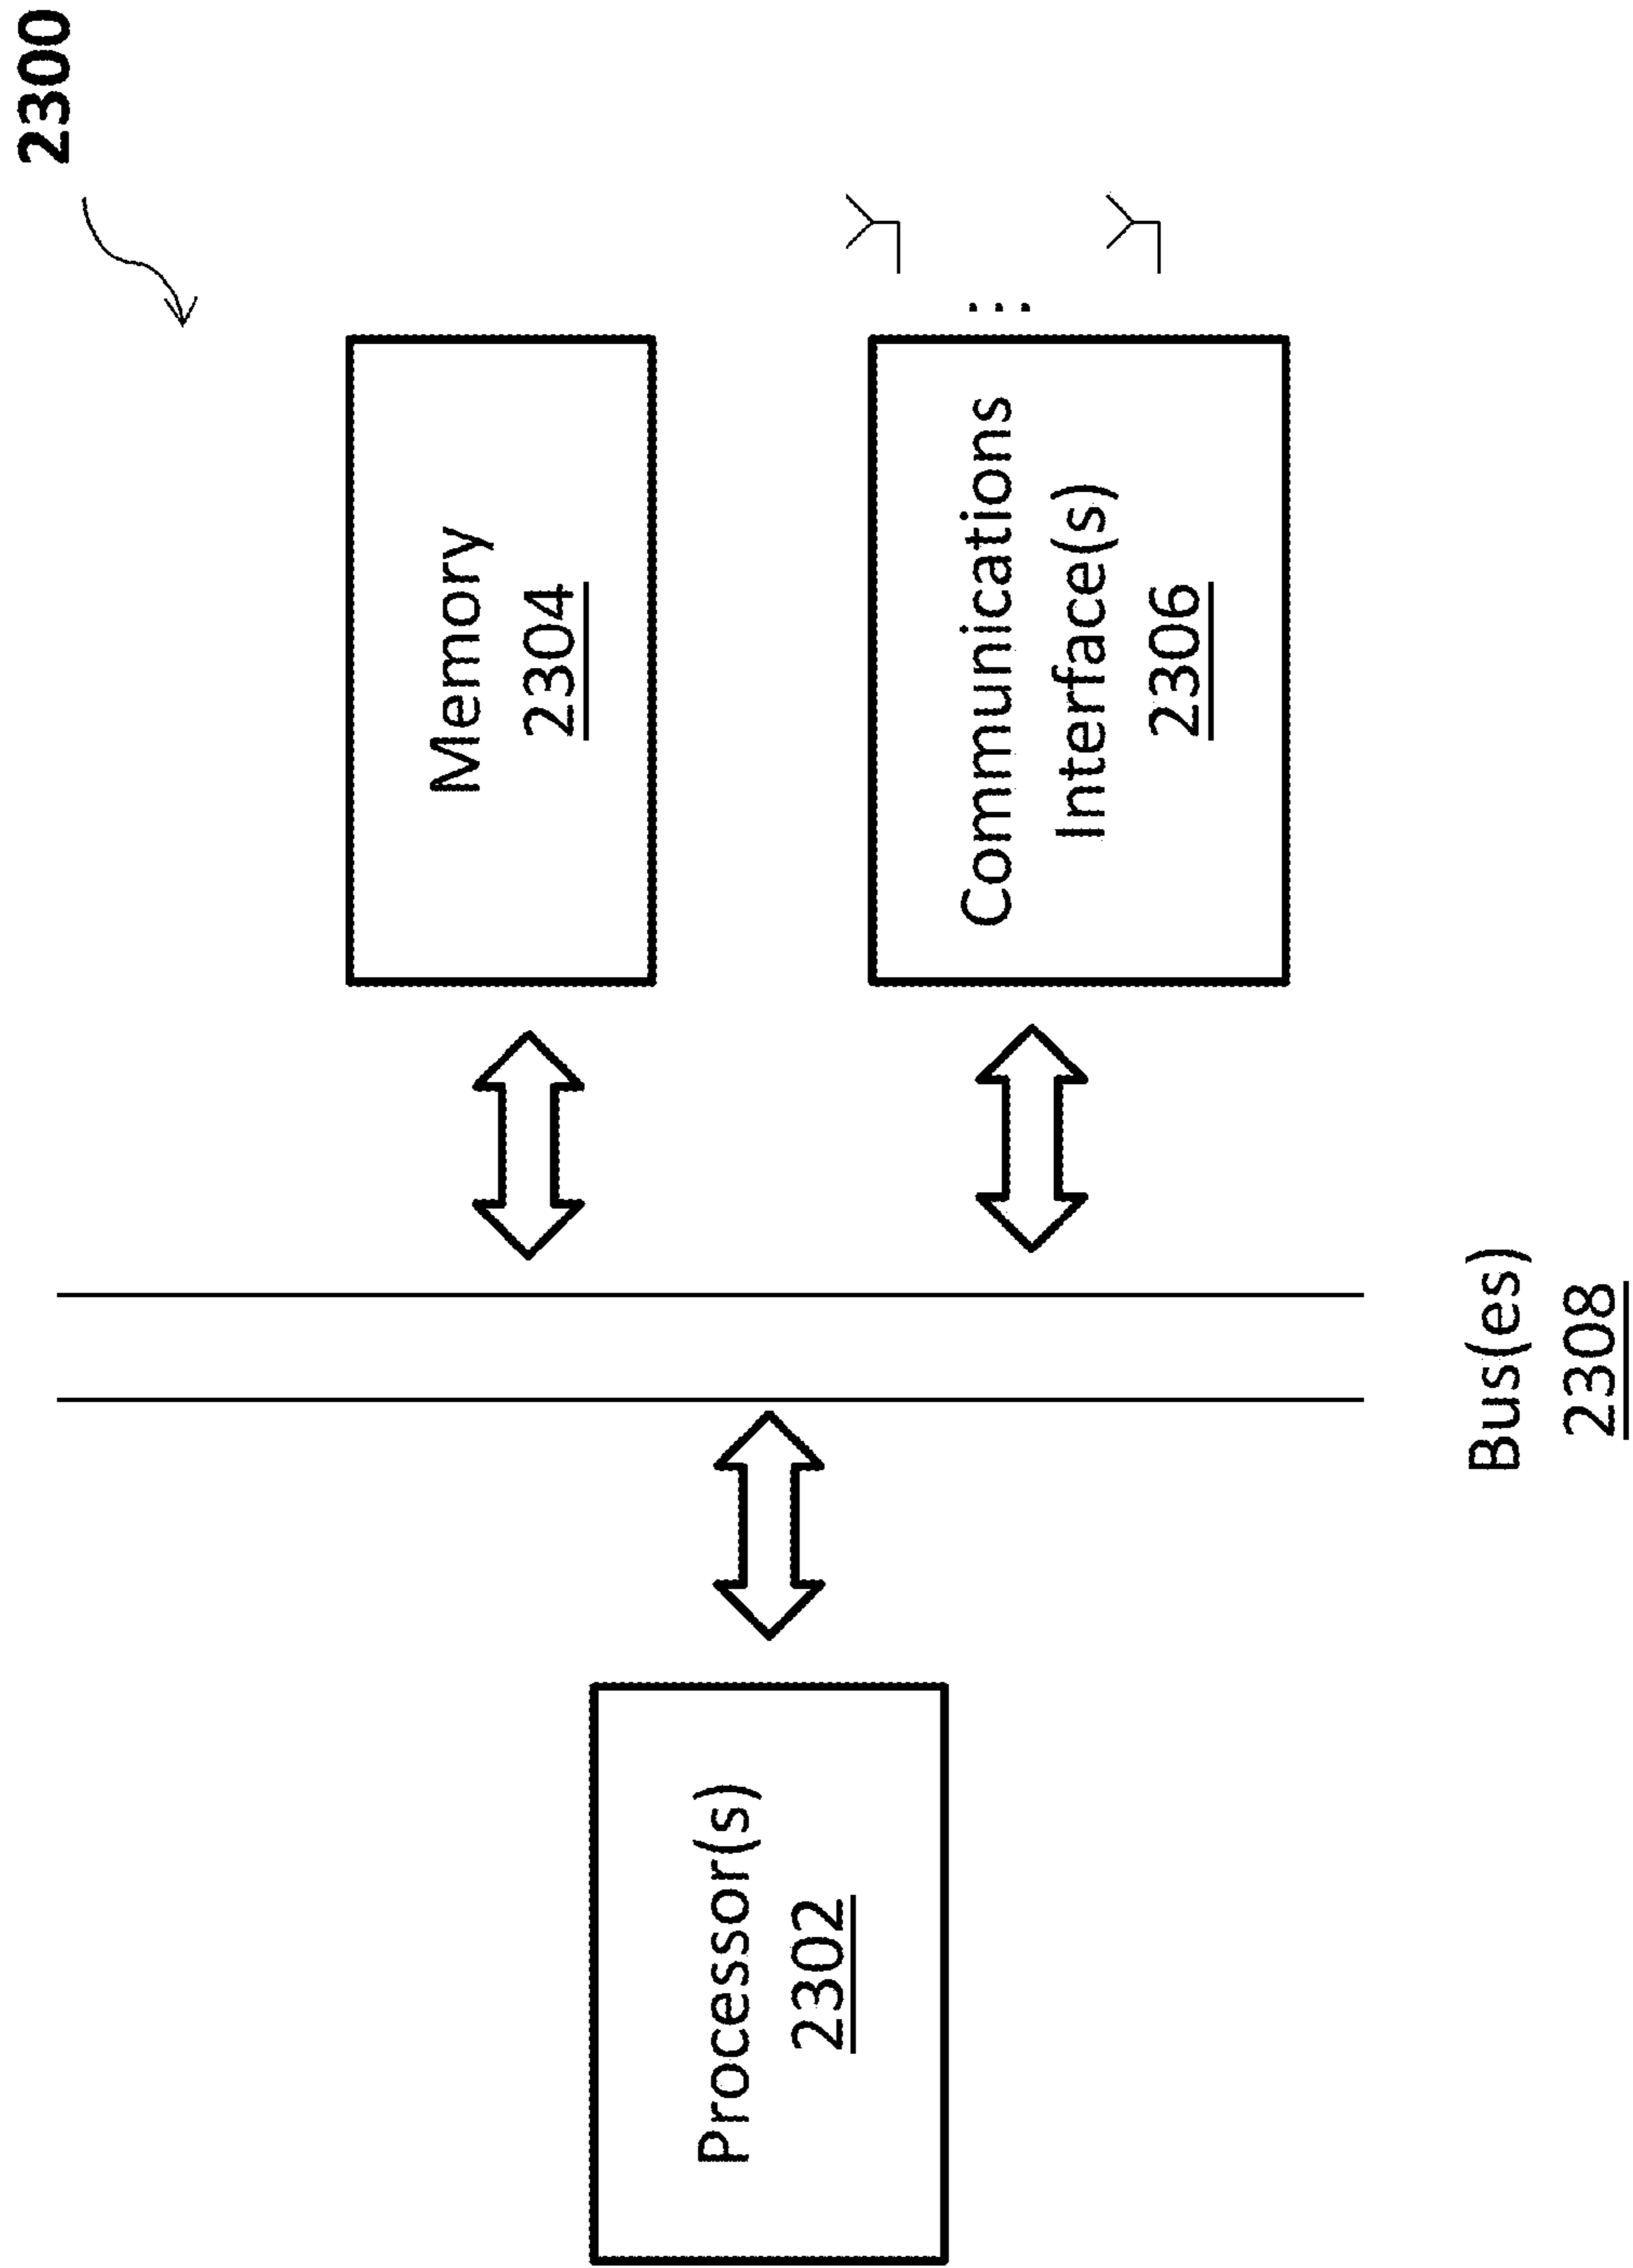 2300
Memory
2304
Processor(s)
2302
Communications
Interface(s)
2306
...
Bus(es)
2308